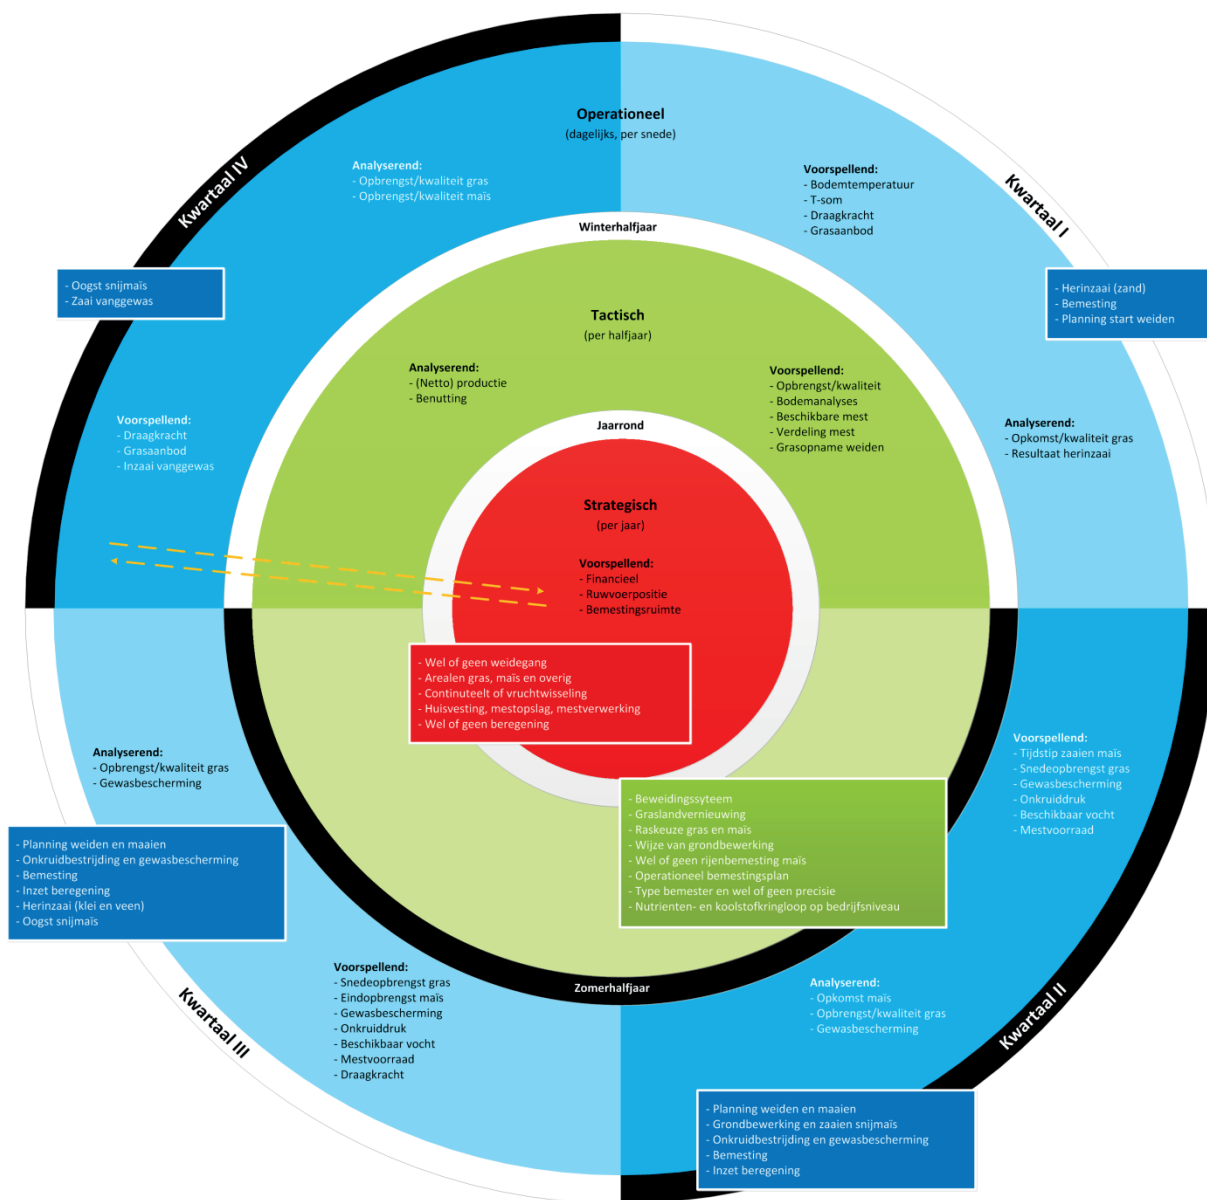 Operationeel
(dagelijks, per snede)
Kwartaal IV
Analyserend:
- Opbrengst/kwaliteit gras
- Opbrengst/kwaliteit maïs
- Oogst snijmaïs
- Zaai vanggewas
Voorspellend:
- Draagkracht
- Grasaanbod
- Inzaai vanggewas
Kwartaal I
Voorspellend:
- Bodemtemperatuur
- T-som
- Draagkracht
- Grasaanbod
- Herinzaai (zand)
- Bemesting
- Planning start weiden
Analyserend:
- Opkomst/kwaliteit gras
- Resultaat herinzaai
Winterhalfjaar
Tactisch
(per halfjaar)
Analyserend:
- (Netto) productie
- Benutting
Voorspellend:
- Opbrengst/kwaliteit
- Bodemanalyses
- Beschikbare mest
- Verdeling mest
- Grasopname weiden
Jaarrond
Strategisch
(per jaar)
Voorspellend:
- Financieel
- Ruwvoerpositie
- Bemestingsruimte
- Wel of geen weidegang
- Arealen gras, maïs en overig
- Continuteelt of vruchtwisseling
- Huisvesting, mestopslag, mestverwerking
- Wel of geen beregening
- Beweidingssyteem
- Graslandvernieuwing
- Raskeuze gras en maïs
- Wijze van grondbewerking
- Wel of geen rijenbemesting maïs
- Operationeel bemestingsplan
- Type bemester en wel of geen precisie
- Nutrienten- en koolstofkringloop op bedrijfsniveau
Zomerhalfjaar
Voorspellend:
- Tijdstip zaaien maïs
- Snedeopbrengst gras
- Gewasbescherming
- Onkruiddruk
- Beschikbaar vocht
- Mestvoorraad
Analyserend:
- Opkomst maïs
- Opbrengst/kwaliteit gras
- Gewasbescherming
Kwartaal II
- Planning weiden en maaien
- Grondbewerking en zaaien snijmaïs
- Onkruidbestrijding en gewasbescherming
- Bemesting
- Inzet beregening
Analyserend:
- Opbrengst/kwaliteit gras
- Gewasbescherming
- Planning weiden en maaien
- Onkruidbestrijding en gewasbescherming
- Bemesting
- Inzet beregening
- Herinzaai (klei en veen)
- Oogst snijmaïs
Voorspellend:
- Snedeopbrengst gras
- Eindopbrengst maïs
- Gewasbescherming
- Onkruiddruk
- Beschikbaar vocht
- Mestvoorraad
- Draagkracht
Kwartaal III